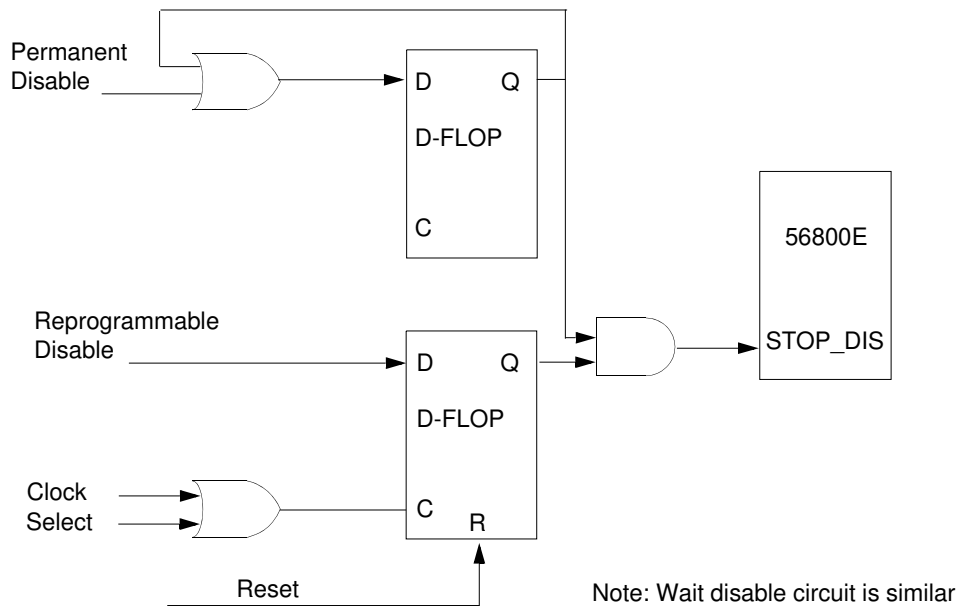 Permanent
Disable
D Q
D-FLOP
C
56800E
STOP_DIS
Reprogrammable
Disable
D Q
D-FLOP
Clock
Select
C
R
Reset
Note: Wait disable circuit is similar